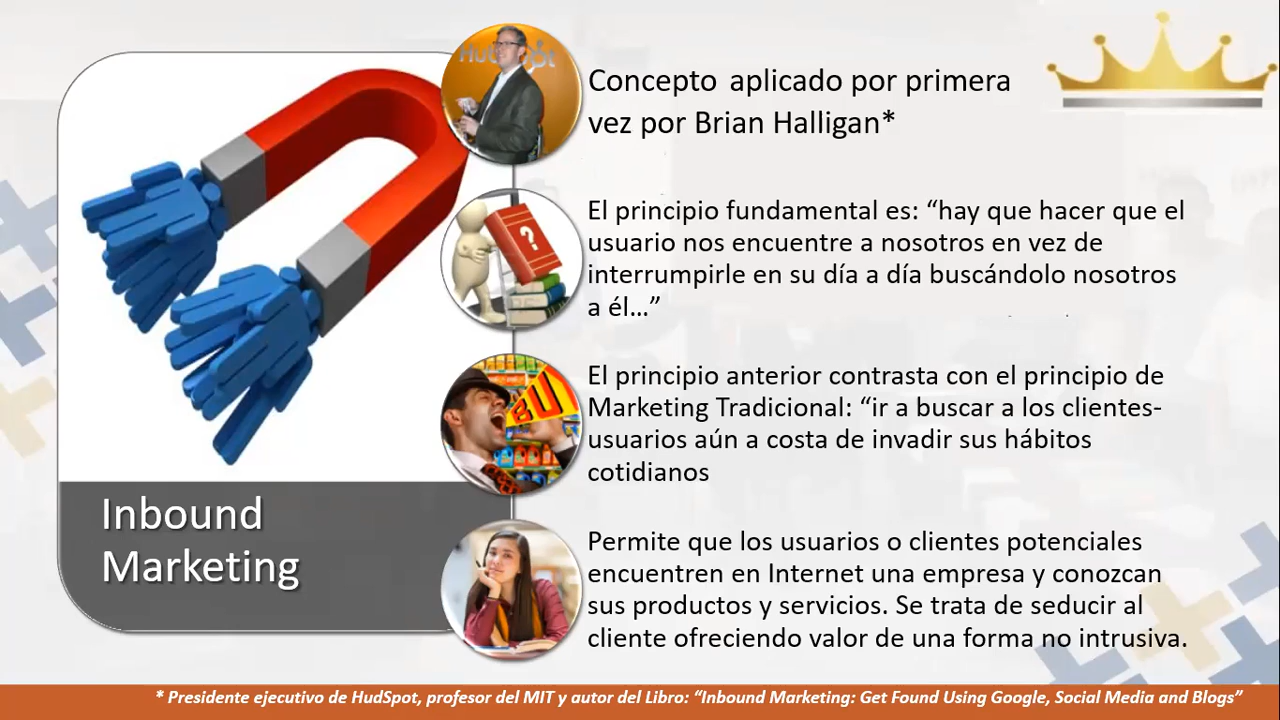 HubSpot
Concepto aplicado por primera
vez por Brian Halligan*
El principio fundamental es: “hay que hacer que el
usuario nos encuentre a nosotros en vez de
interrumpirle en su día a día buscándolo nosotros
a él...”
?
El principio anterior contrasta con el principio de
Marketing Tradicional: “ir a buscar a los clientes-
usuarios aún a costa de invadir sus hábitos
cotidianos
BU
Inbound
Marketing
Permite que los usuarios o clientes potenciales
encuentren en Internet una empresa y conozcan
sus productos y servicios. Se trata de seducir al
cliente ofreciendo valor de una forma no intrusiva.
* Presidente ejecutivo de HudSpot, profesor del MIT y autor del Libro: “Inbound Marketing: Get Found Using Google, Social Media and Blogs”